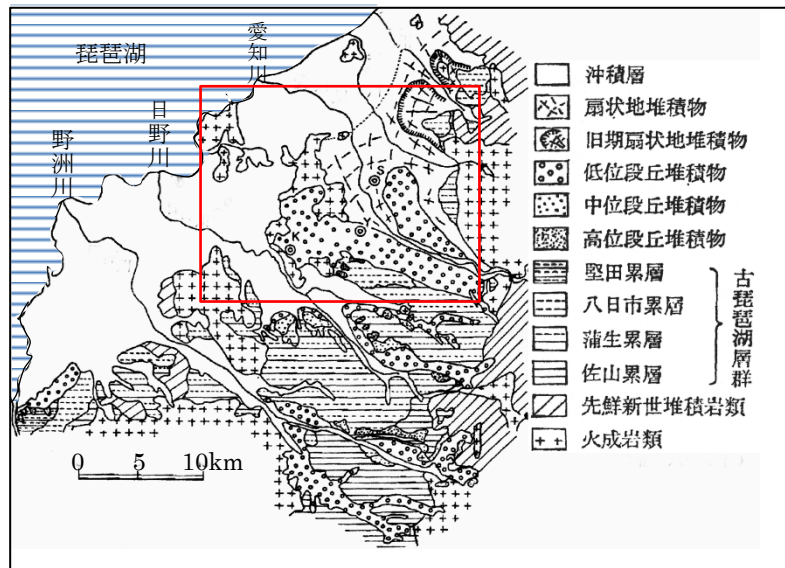 琵琶湖
愛知川
日野川
野洲川
S
Y
K
0 5 10km
沖積層
扇状地堆積物
旧期扇状地堆積物
低位段丘堆積物
中位段丘堆積物
高位段丘堆積物
堅田累層
八日市累層
蒲生累層
佐山累層
古琵琶湖層群
先鮮新世堆積岩類
火成岩類